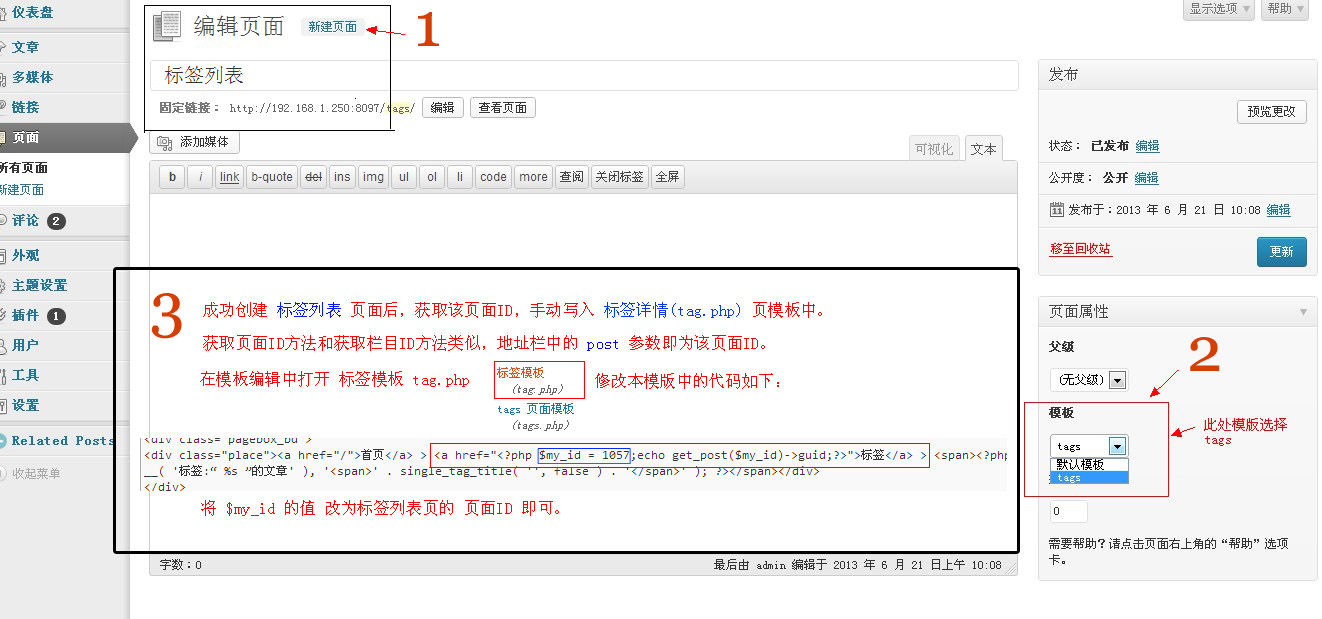 仪表盘
文章
多媒体
链接
页面
所有页面
新建页面
评论 2
外观
主题设置
插件 1
用户
工具
设置
Related Posts
收起菜单
显示选项
帮助
编辑页面 新建页面
1
标签列表
固定链接： http://192.168.1.250:8097/tags/ 编辑 查看页面
添加媒体
可视化 文本
b i link b-quote del ins img ul ol li code more 查阅 关闭标签 全屏
3
成功创建 标签列表 页面后，获取该页面ID，手动写入 标签详情(tag.php) 页模板中。
获取页面ID方法和获取栏目ID方法类似，地址栏中的 post 参数即为该页面ID。
在模板编辑中打开 标签模板 tag.php
标签模板
(tag.php)
修改本模版中的代码如下：
tags 页面模板
(tags.php)
<div class="pagebox_bd">
<div class="place"><a href="/">首页</a> > <a href="<?php $my_id = 1057;echo get_post($my_id)->guid;?>">标签</a> > <span><?php
__( '标签:“ %s ”的文章' ), '<span>' . single_tag_title( '', false ) . '</span>' ); ?></span></div>
</div>
将 $my_id 的值 改为标签列表页的 页面ID 即可。
字数：0
最后由 admin 编辑于 2013 年 6 月 21 日上午 10:08
发布
预览更改
状态： 已发布 编辑
公开度： 公开 编辑
11 发布于：2013 年 6 月 21 日 10:08 编辑
移至回收站
更新
页面属性
父级
2
(无父级)
模板
此处模版选择
tags
tags
默认模板
tags
0
需要帮助？请点击页面右上角的“帮助”选项
卡。